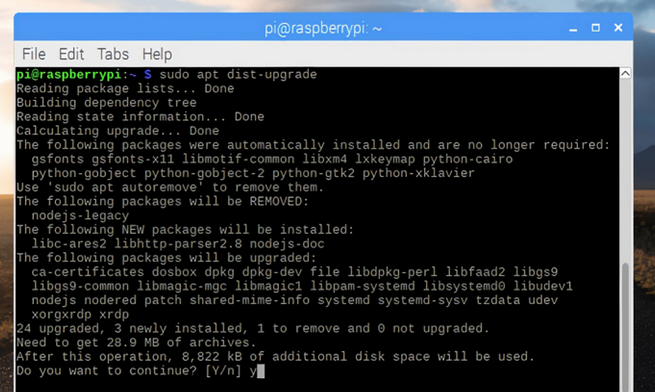 pi@raspberrypi: ~
File Edit Tabs Help
pi@raspberrypi:~ $ sudo apt dist-upgrade
Reading package lists... Done
Building dependency tree
Reading state information... Done
Calculating upgrade... Done
The following packages were automatically installed and are no longer required:
  gsfonts gsfonts-x11 libmotif-common libxm4 lxkeymap python-cairo
  python-gobject python-gobject-2 python-gtk2 python-xklavier
Use 'sudo apt autoremove' to remove them.
The following packages will be REMOVED:
  nodejs-legacy
The following NEW packages will be installed:
  libc-ares2 libhttp-parser2.8 nodejs-doc
The following packages will be upgraded:
  ca-certificates dosbox dpkg dpkg-dev file libdpkg-perl libfaad2 libgs9
  libgs9-common libmagic-mgc libmagic1 libpam-systemd libsystemd0 libudev1
  nodejs nodered patch shared-mime-info systemd systemd-sysv tzdata udev
  xorgxrdp xrdp
24 upgraded, 3 newly installed, 1 to remove and 0 not upgraded.
Need to get 28.9 MB of archives.
After this operation, 8,822 kB of additional disk space will be used.
Do you want to continue? [Y/n] y